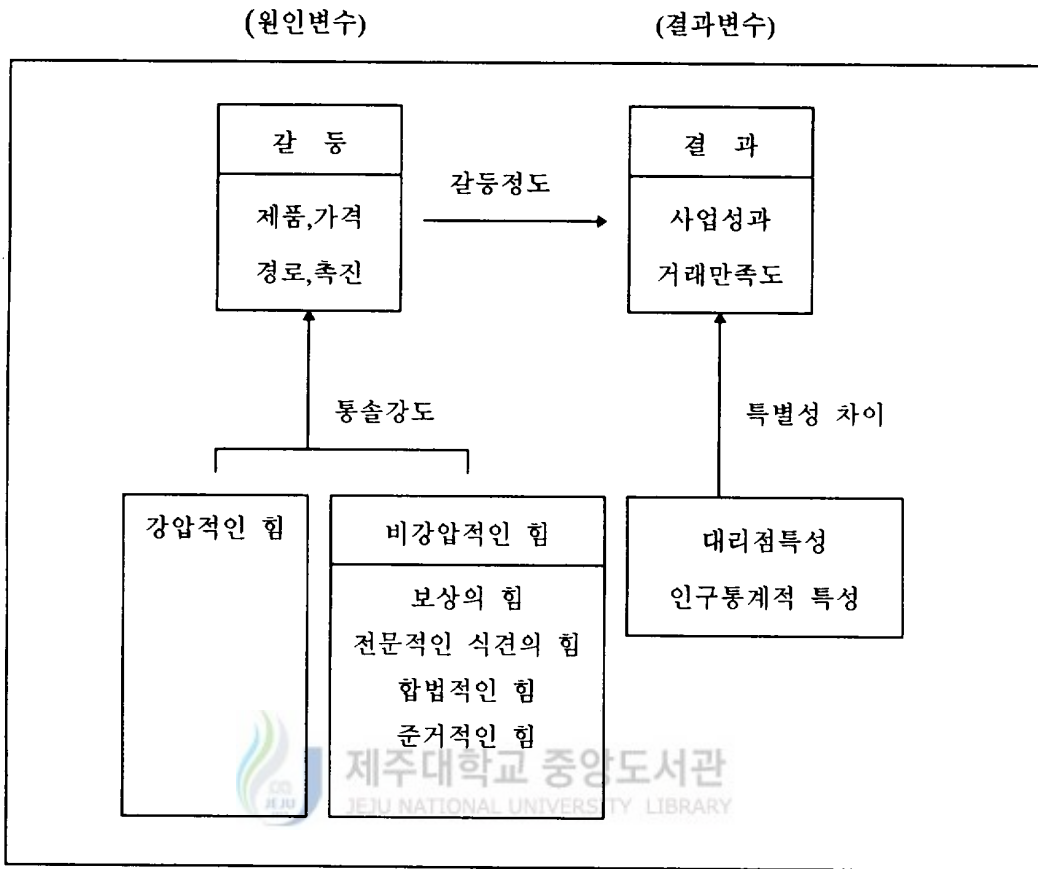 (원인변수) (결과변수)
갈 등
제품,가격
경로,촉진
갈등정도
결 과
사업성과
거래만족도
통솔강도
특별성 차이
강압적인 힘
비강압적인 힘
보상의 힘
전문적인 식견의 힘
합법적인 힘
준거적인 힘
대리점특성
인구통계적 특성
제주대학교 중앙도서관
JEJU NATIONAL UNIVERSITY LIBRARY
JEJU